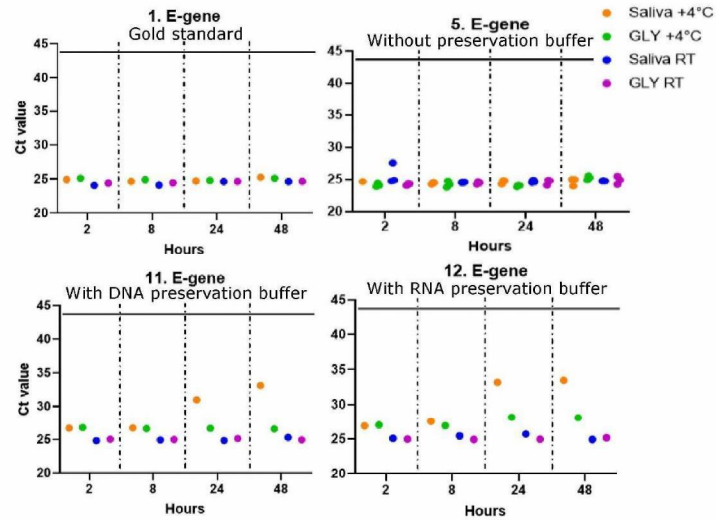 1. E-gene
Gold standard
45
40
35
30
25
20
Ct value
2 8 24 48
Hours
5. E-gene
Without preservation buffer
45
40
35
30
25
20
2 8 24 48
Hours
Saliva +4°C
GLY +4°C
Saliva RT
GLY RT
11. E-gene
With DNA preservation buffer
45
40
35
30
25
20
Ct value
2 8 24 48
Hours
12. E-gene
With RNA preservation buffer
45
40
35
30
25
20
2 8 24 48
Hours